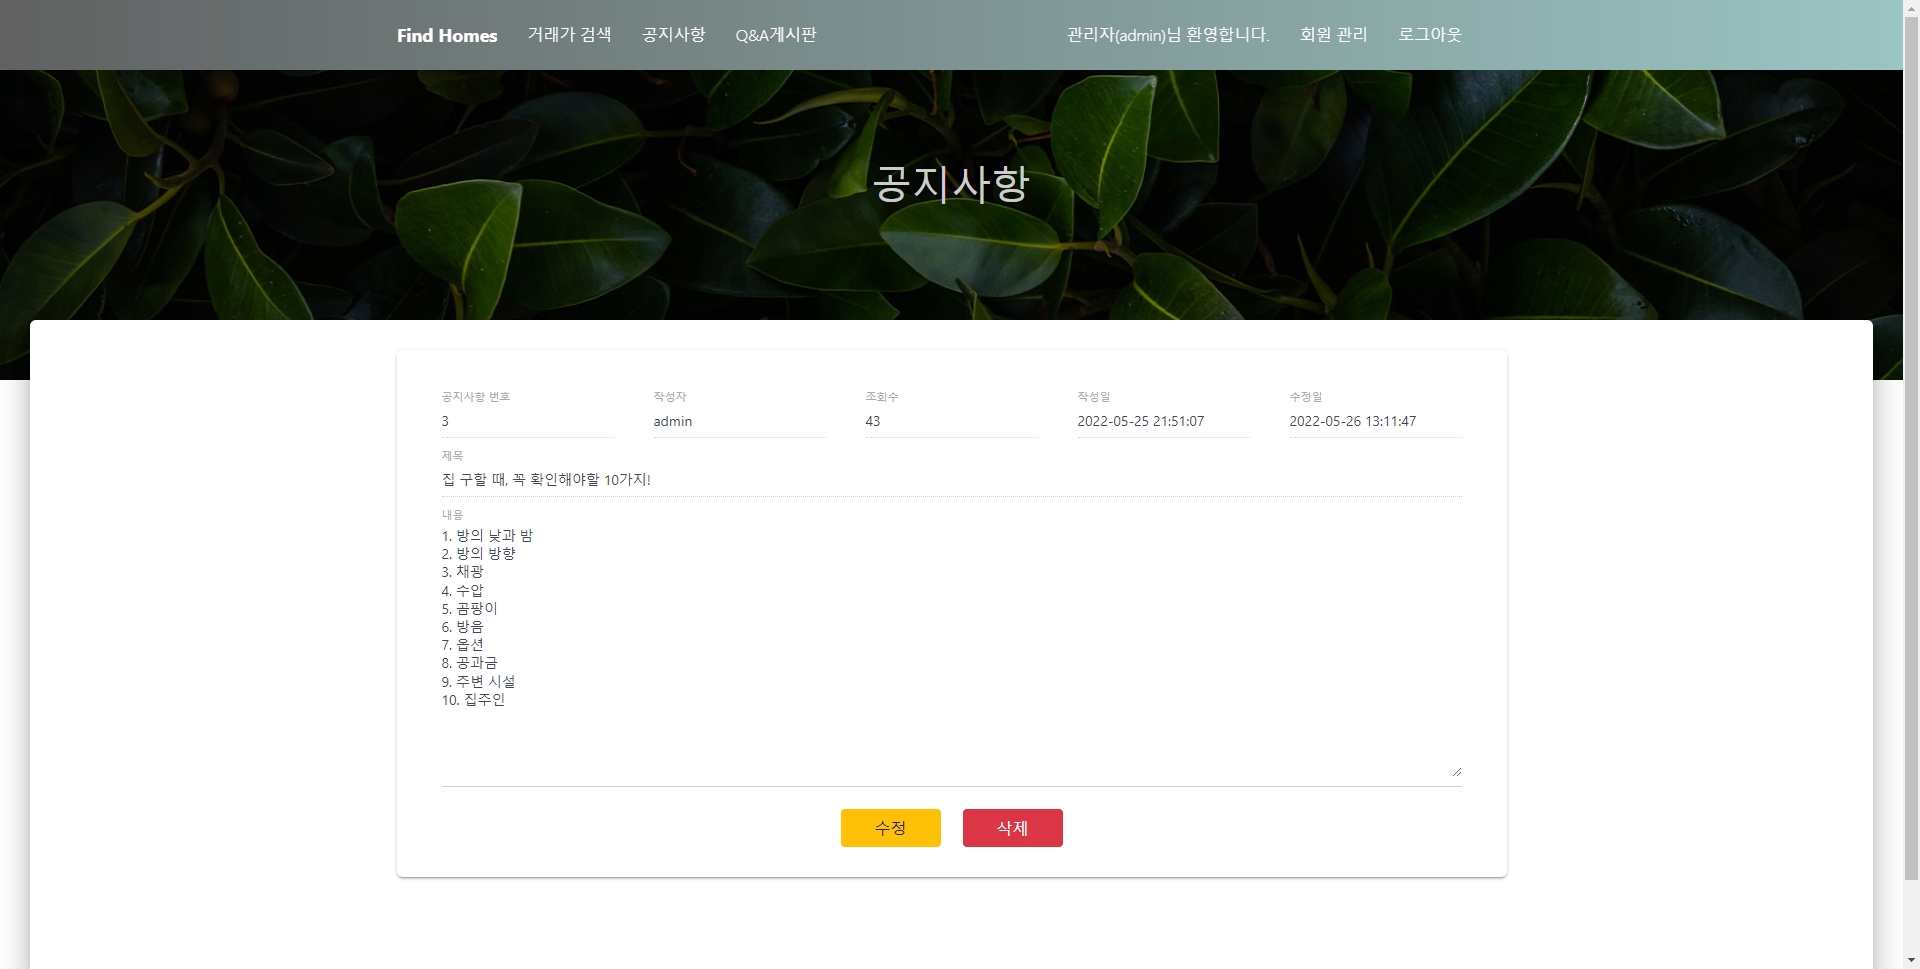 Find Homes 거래가 검색 공지사항 Q&A게시판 관리자(admin)님 환영합니다. 회원 관리 로그아웃
공지사항
공지사항 번호 작성자 조회수 작성일 수정일
3 admin 43 2022-05-25 21:51:07 2022-05-26 13:11:47
제목
집 구할 때, 꼭 확인해야할 10가지!
내용
1. 방의 낮과 밤
2. 방의 방향
3. 채광
4. 수압
5. 곰팡이
6. 방음
7. 옵션
8. 공과금
9. 주변 시설
10. 집주인
수정 삭제